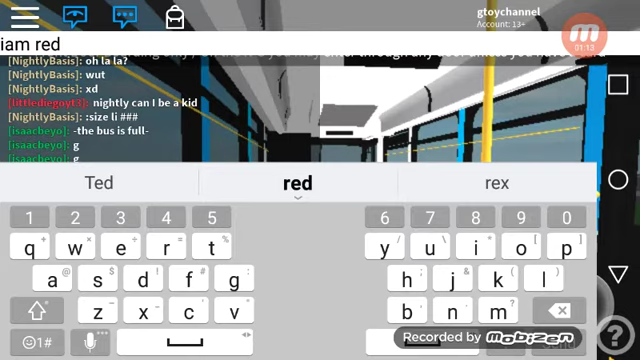 gtoychannel
Account: 13+
01:13
iam red
[NightlyBasis]: oh la la?
[NightlyBasis]: wut
[NightlyBasis]: xd
nightly can I be a kid
[NightlyBasis]: :size li ###
[isaacbeyo]: -the bus is full-
[isaacbeyo]: g
[isaacbeyo]: g
Ted red rex
1 2 3 4 5 6 7 8 9 0
q w e r t y u i o p
a s d f g h j k l
z x c v b n m
☺1#
Recorded by Mobizen